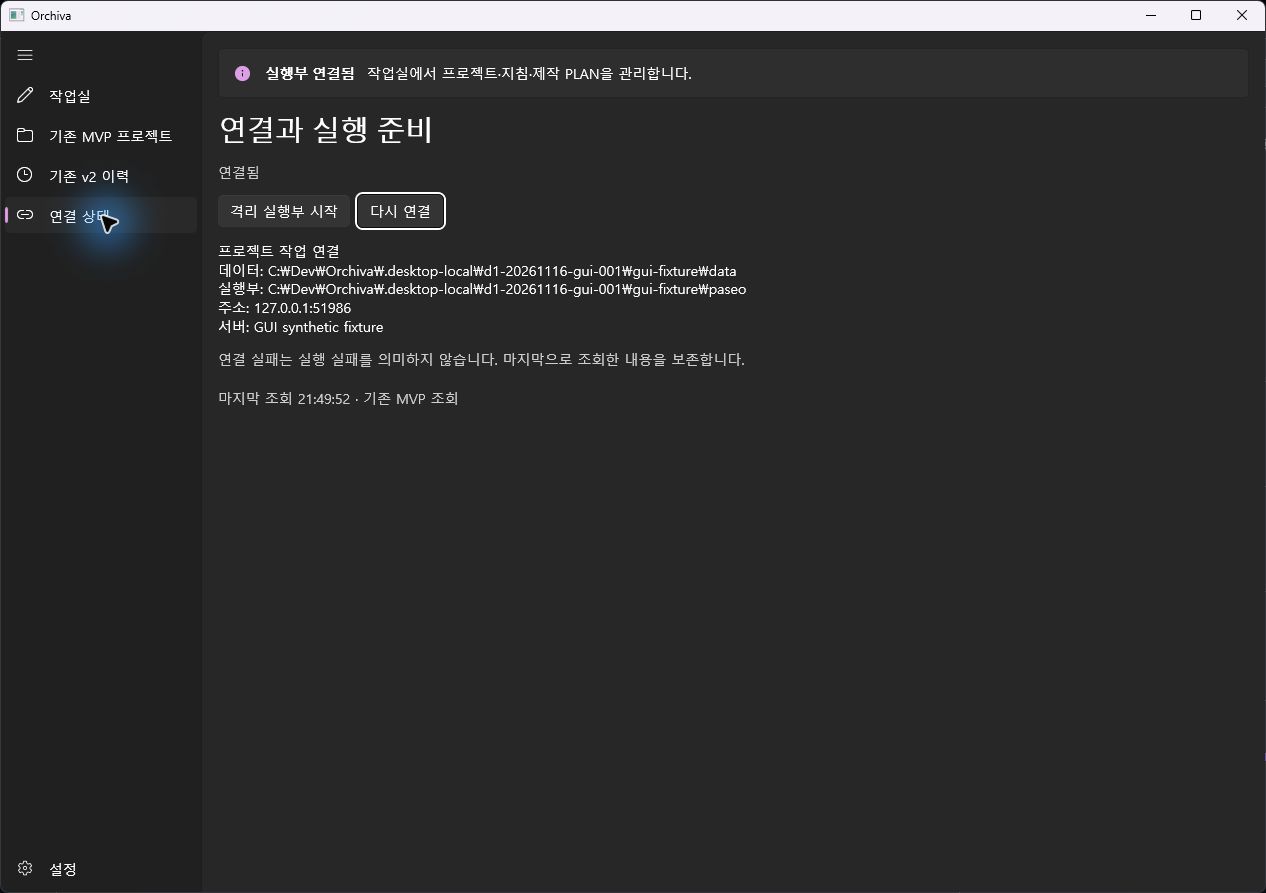 Orchiva
작업실
기존 MVP 프로젝트
기존 v2 이력
연결 상태
설정
실행부 연결됨 작업실에서 프로젝트·지침·제작 PLAN을 관리합니다.
연결과 실행 준비
연결됨
격리 실행부 시작 다시 연결
프로젝트 작업 연결
데이터: C:₩Dev₩Orchiva₩.desktop-local₩d1-20261116-gui-001₩gui-fixture₩data
실행부: C:₩Dev₩Orchiva₩.desktop-local₩d1-20261116-gui-001₩gui-fixture₩paseo
주소: 127.0.0.1:51986
서버: GUI synthetic fixture
연결 실패는 실행 실패를 의미하지 않습니다. 마지막으로 조회한 내용을 보존합니다.
마지막 조회 21:49:52 · 기존 MVP 조회